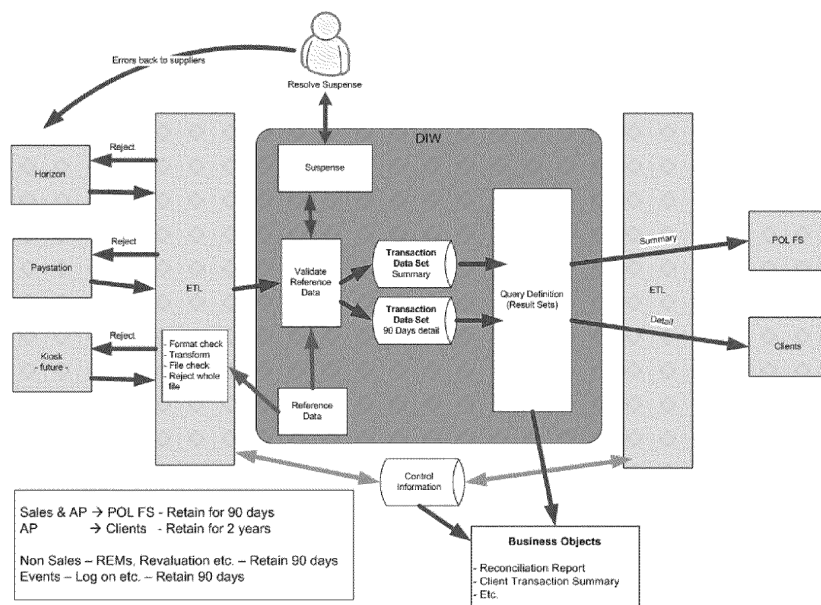 Errors back to suppliers
Resolve Suspense
DIW
Reject
Horizon
Suspense
Reject
Paystation
ETL
Validate
Reference
Data
Transaction
Data Set
Summary
Transaction
Data Set
90 Days detail
Query Definition
(Result Sets)
Summary
Detail
ETL
POL FS
Clients
Reject
Kiosk
- future -
- Format check
- Transform
- File check
- Reject whole
file
Reference
Data
Control
Information
Sales & AP → POL FS - Retain for 90 days
AP → Clients - Retain for 2 years
Non Sales – REMs, Revaluation etc. – Retain 90 days
Events – Log on etc. – Retain 90 days
Business Objects
- Reconciliation Report
- Client Transaction Summary
- Etc.